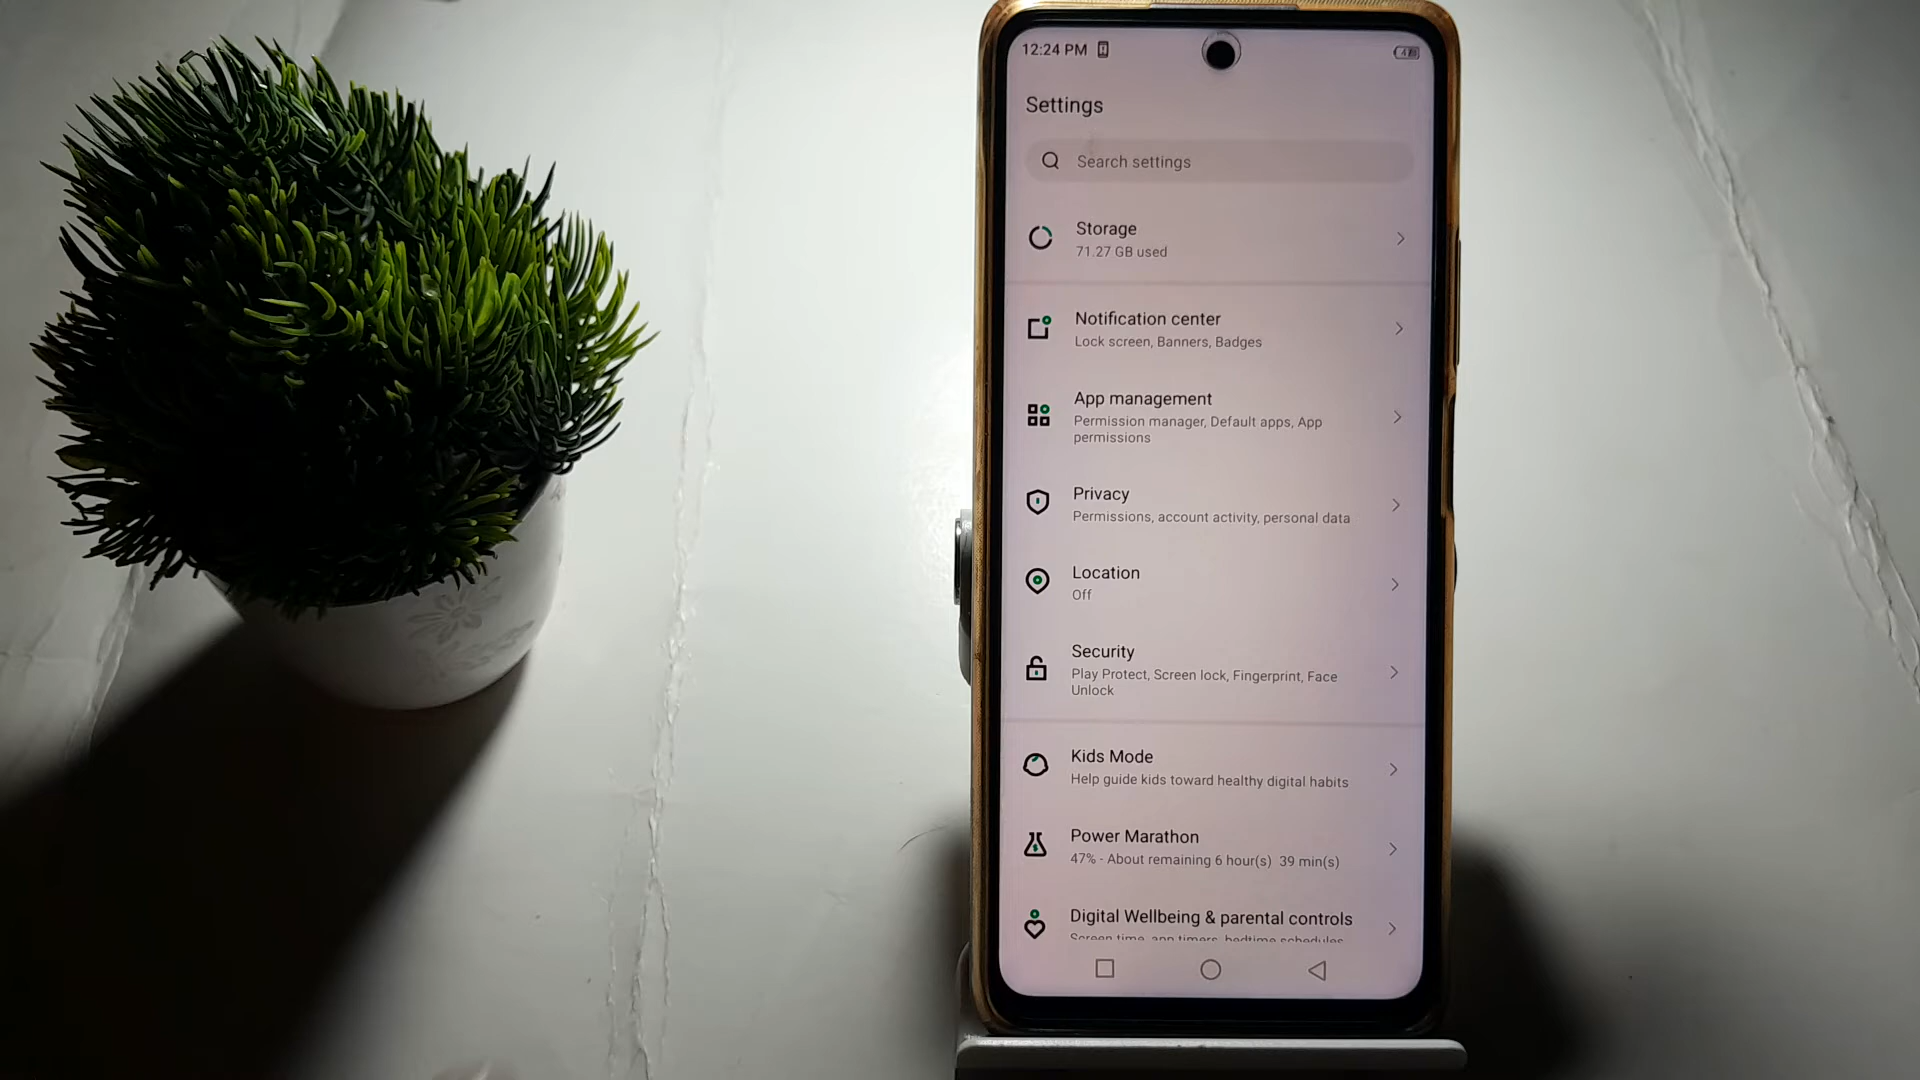 12:24 PM
47
Settings
Search settings
Storage
71.27 GB used
Notification center
Lock screen, Banners, Badges
App management
Permission manager, Default apps, App
permissions
Privacy
Permissions, account activity, personal data
Location
Off
Security
Play Protect, Screen lock, Fingerprint, Face
Unlock
Kids Mode
Help guide kids toward healthy digital habits
Power Marathon
47% - About remaining 6 hour(s) 39 min(s)
Digital Wellbeing & parental controls
Screen time, app timers, bedtime schedules